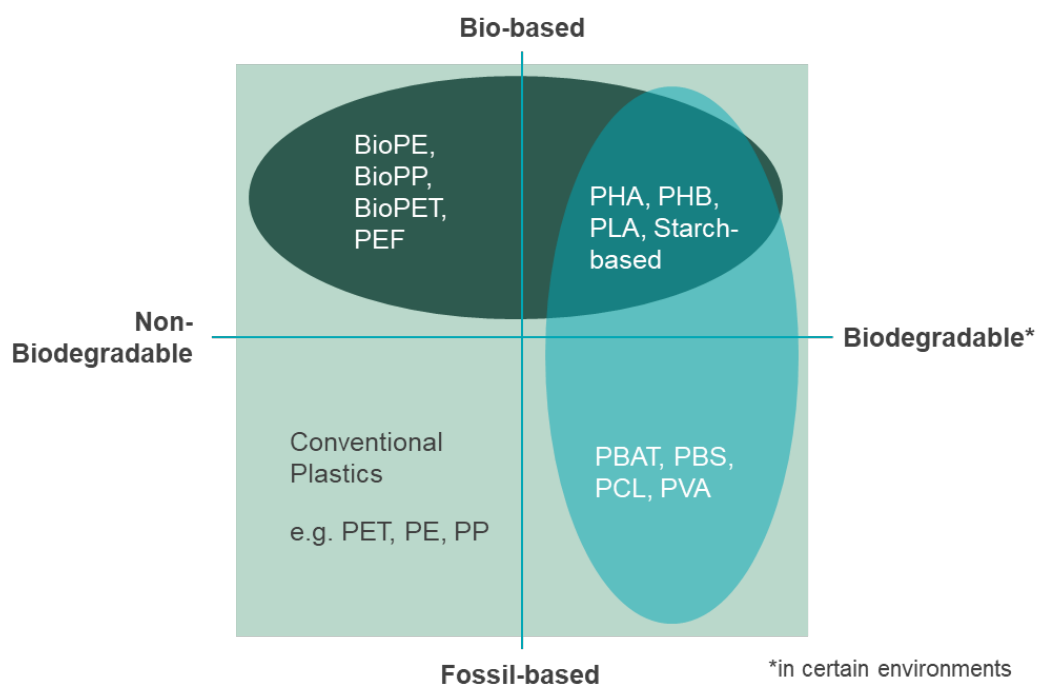 Bio-based
BioPE,
BioPP,
BioPET,
PEF
PHA, PHB,
PLA, Starch-
based
Non-
Biodegradable
Biodegradable*
Conventional
Plastics
e.g. PET, PE, PP
PBAT, PBS,
PCL, PVA
Fossil-based
*in certain environments